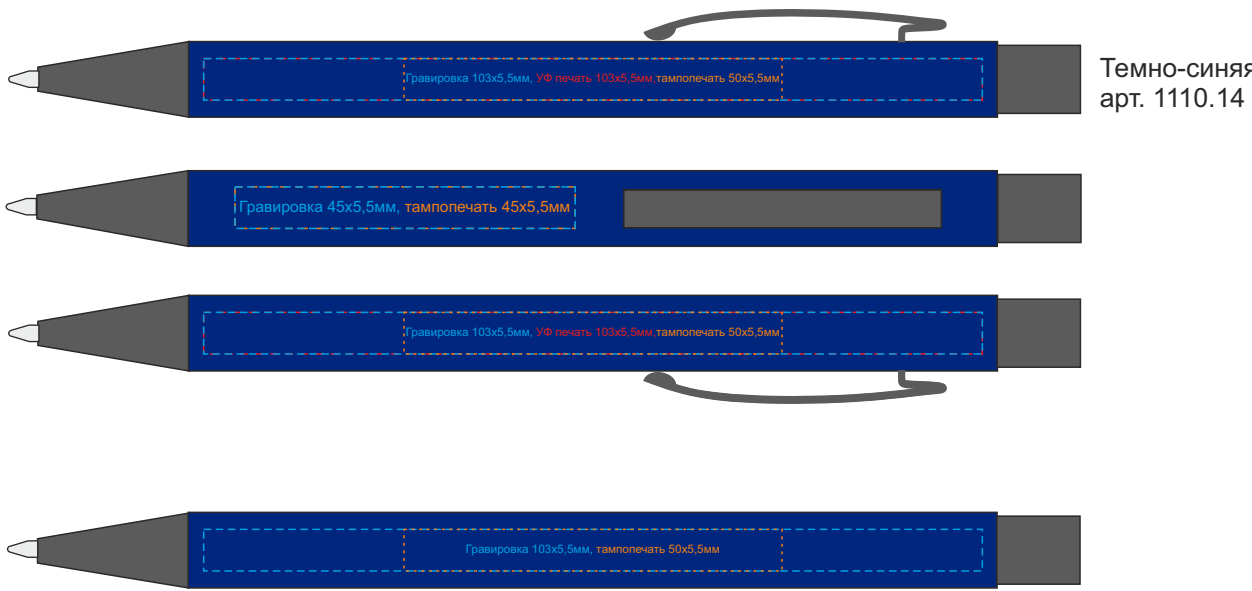 Гравировка 103х5,5мм, УФ печать 103х5,5мм,тампопечать 50х5,5мм
Темно-синяя
арт. 1110.14
Гравировка 45х5,5мм, тампопечать 45х5,5мм
Гравировка 103х5,5мм, УФ печать 103х5,5мм,тампопечать 50х5,5мм
Гравировка 103х5,5мм, тампопечать 50х5,5мм